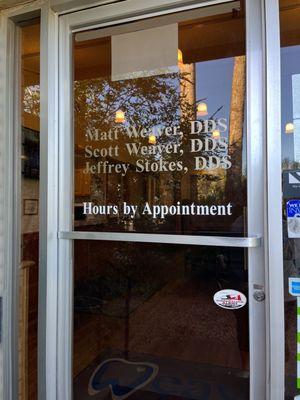 Matt Weaver, DDS
Scott Weaver, DDS
Jeffrey Stokes, DDS
Hours by Appointment